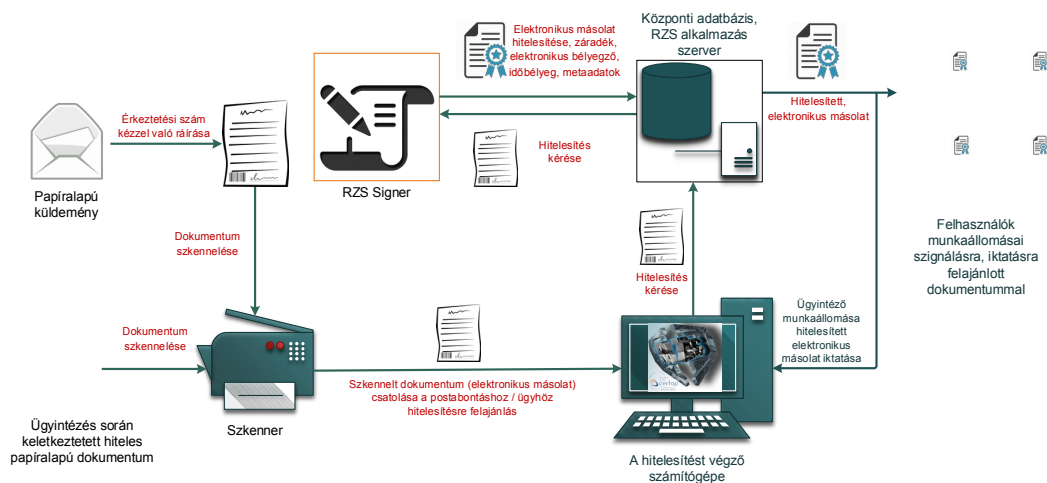 Elektronikus másolat
hitelesítése, záradék,
elektronikus bélyegző,
időbélyeg, metaadatok
Központi adatbázis,
RZS alkalmazás
szerver
Érkeztetési szám
kézzel való ráírása
Hitelesített,
elektronikus másolat
Hitelesítés
kérése
RZS Signer
Papíralapú
küldemény
Dokumentum
szkennelése
Felhasználók
munkaállomásai
szignálásra, iktatásra
felajánlott
dokumentummal
Hitelesítés
kérése
Ügyintéző
munkaállomása
hitelesített
elektronikus
másolat iktatása
Dokumentum
szkennelése
Szkennelt dokumentum (elektronikus másolat)
csatolása a postabontáshoz / ügyhöz
hitelesítésre felajánlás
certop
Szkenner
Ügyintézés során
keletkeztetett hiteles
papíralapú dokumentum
A hitelesítést végző
számítógépe